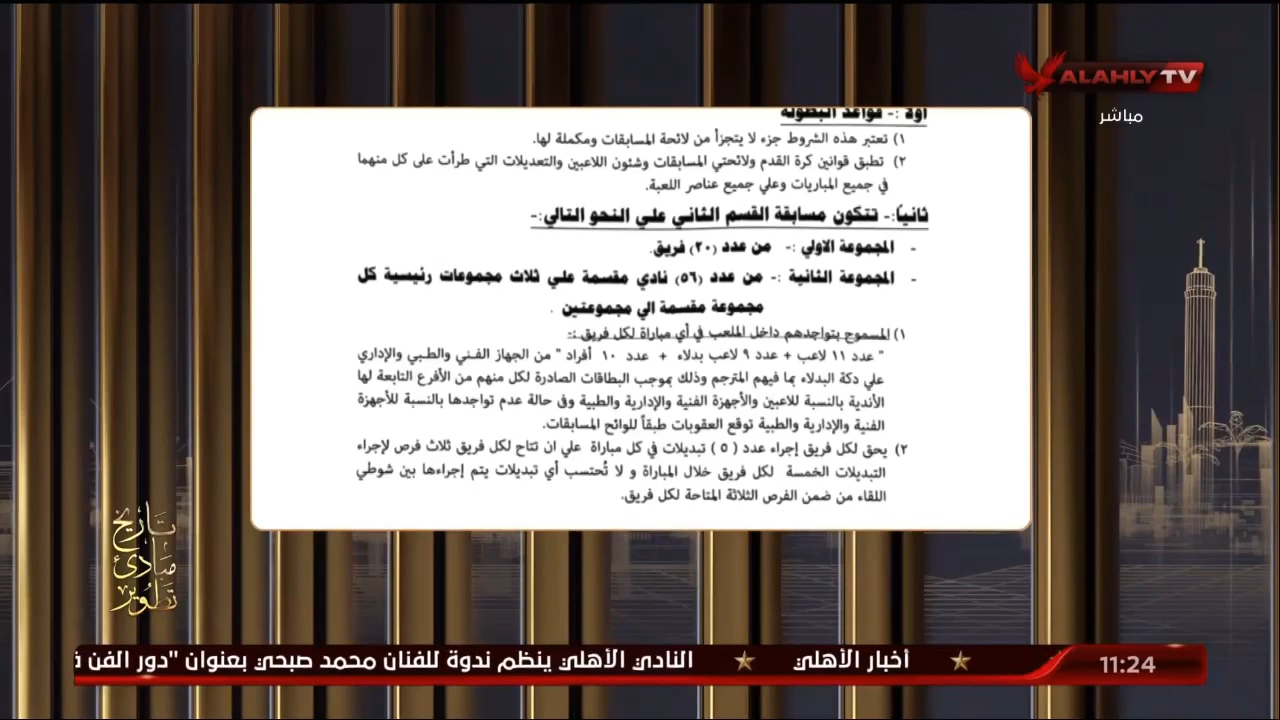 ALAHLY TV
مباشر
أولا :- قواعد البطولة
١) تعتبر هذه الشروط جزء لا يتجزأ من لائحة المسابقات ومكملة لها.
٢) تطبق قوانين كرة القدم ولائحتي المسابقات وشئون اللاعبين والتعديلات التي طرأت على كل منهما
في جميع المباريات وعلي جميع عناصر اللعبة.
ثانياً:- تتكون مسابقة القسم الثاني علي النحو التالي:-
- المجموعة الاولي :- من عدد (٢٠) فريق.
- المجموعة الثانية :- من عدد (٥٦) نادي مقسمة علي ثلاث مجموعات رئيسية كل
مجموعة مقسمة الي مجموعتين .
١) المسموح بتواجدهم داخل الملعب في أي مباراة لكل فريق :-
" عدد ١١ لاعب + عدد ٩ لاعب بدلاء + عدد ١٠ أفراد " من الجهاز الفني والطبي والإداري
علي دكة البدلاء بما فيهم المترجم وذلك بموجب البطاقات الصادرة لكل منهم من الأفرع التابعة لها
الأندية بالنسبة للاعبين والأجهزة الفنية والإدارية والطبية وفى حالة عدم تواجدها بالنسبة للأجهزة
الفنية والإدارية والطبية توقع العقوبات طبقاً للوائح المسابقات.
٢) يحق لكل فريق إجراء عدد ( ٥ ) تبديلات في كل مباراة علي ان تتاح لكل فريق ثلاث فرص لإجراء
التبديلات الخمسة لكل فريق خلال المباراة و لا تُحتسب أي تبديلات يتم إجراءها بين شوطي
اللقاء من ضمن الفرص الثلاثة المتاحة لكل فريق.
تاريخ
مبادئ
تطوير
11:24
أخبار الأهلي
النادي الأهلي ينظم ندوة للفنان محمد صبحي بعنوان "دور الفن